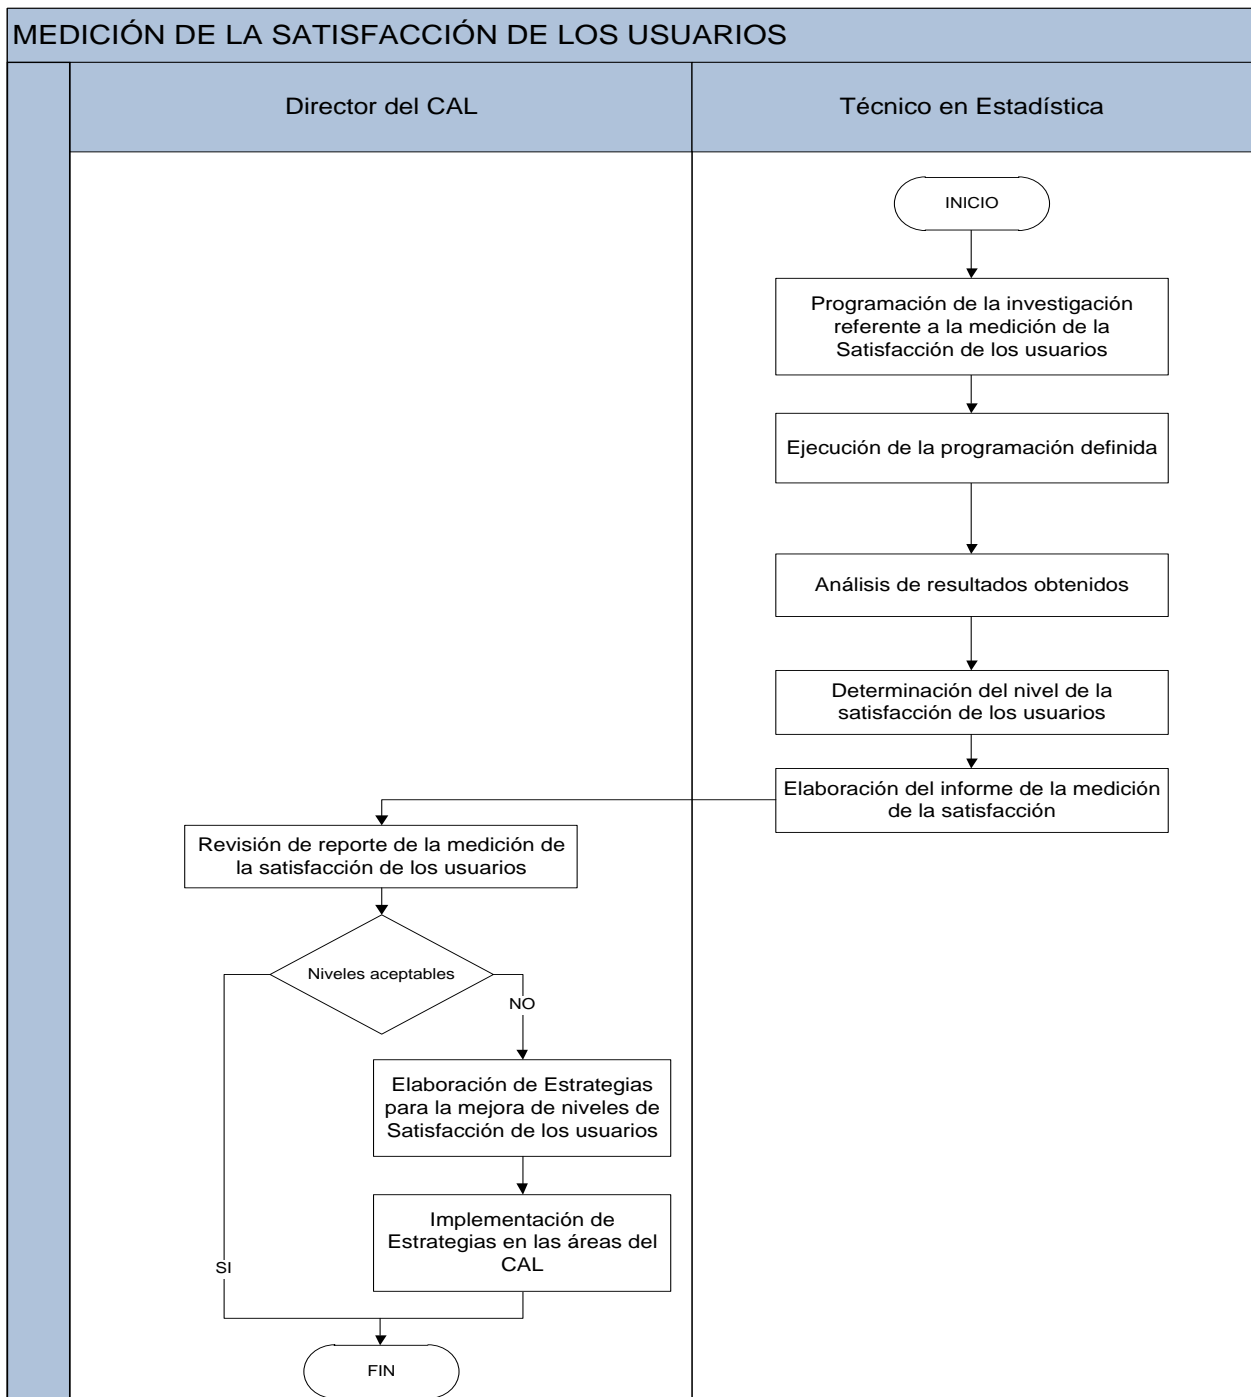 MEDICIÓN DE LA SATISFACCIÓN DE LOS USUARIOS
Director del CAL
Técnico en Estadística
INICIO
Programación de la investigación
referente a la medición de la
Satisfacción de los usuarios
Ejecución de la programación definida
Análisis de resultados obtenidos
Determinación del nivel de la
satisfacción de los usuarios
Elaboración del informe de la medición
de la satisfacción
Revisión de reporte de la medición de
la satisfacción de los usuarios
Niveles aceptables
NO
Elaboración de Estrategias
para la mejora de niveles de
Satisfacción de los usuarios
Implementación de
Estrategias en las áreas del
CAL
SI
FIN